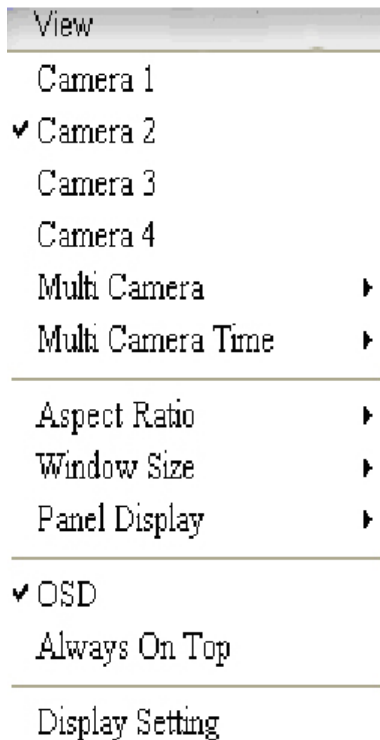 View
Camera 1
Camera 2
Camera 3
Camera 4
Multi Camera
Multi Camera Time
Aspect Ratio
Window Size
Panel Display
OSD
Always On Top
Display Setting